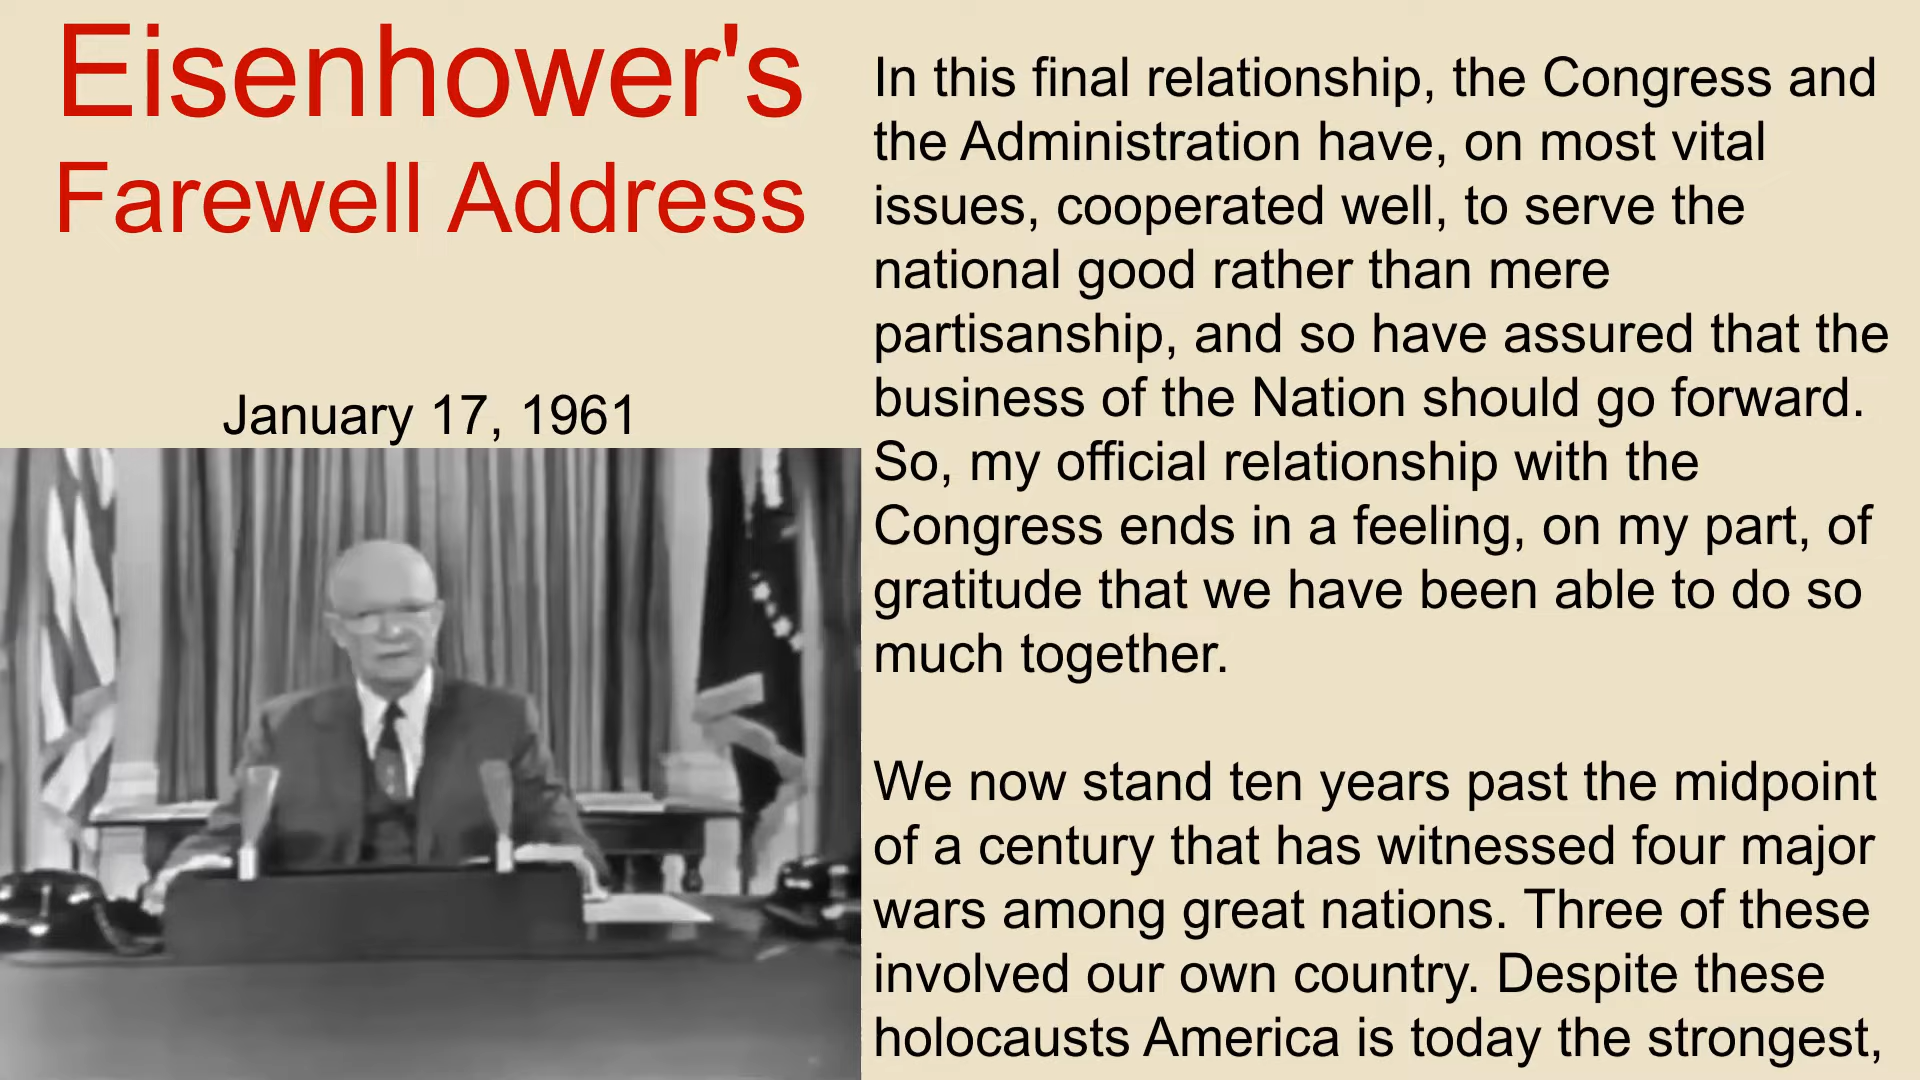 Eisenhower's
Farewell Address
January 17, 1961
In this final relationship, the Congress and
the Administration have, on most vital
issues, cooperated well, to serve the
national good rather than mere
partisanship, and so have assured that the
business of the Nation should go forward.
So, my official relationship with the
Congress ends in a feeling, on my part, of
gratitude that we have been able to do so
much together.
We now stand ten years past the midpoint
of a century that has witnessed four major
wars among great nations. Three of these
involved our own country. Despite these
holocausts America is today the strongest,